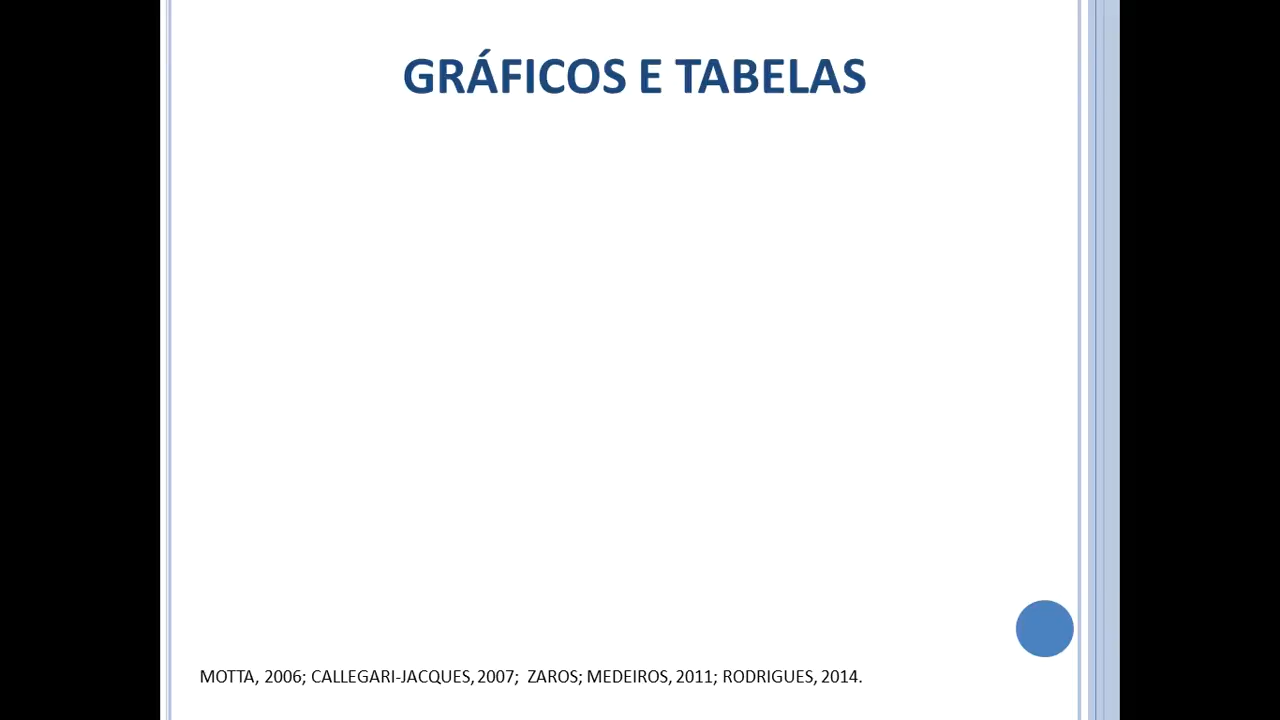 GRÁFICOS E TABELAS
MOTTA, 2006; CALLEGARI-JACQUES, 2007; ZAROS; MEDEIROS, 2011; RODRIGUES, 2014.